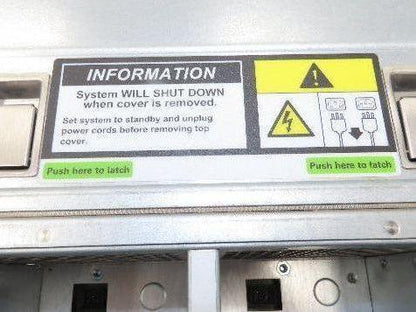 INFORMATION
System WILL SHUT DOWN
when cover is removed.
Set system to standby and unplug
power cords before removing top
cover.
Push here to latch
Push here to latch